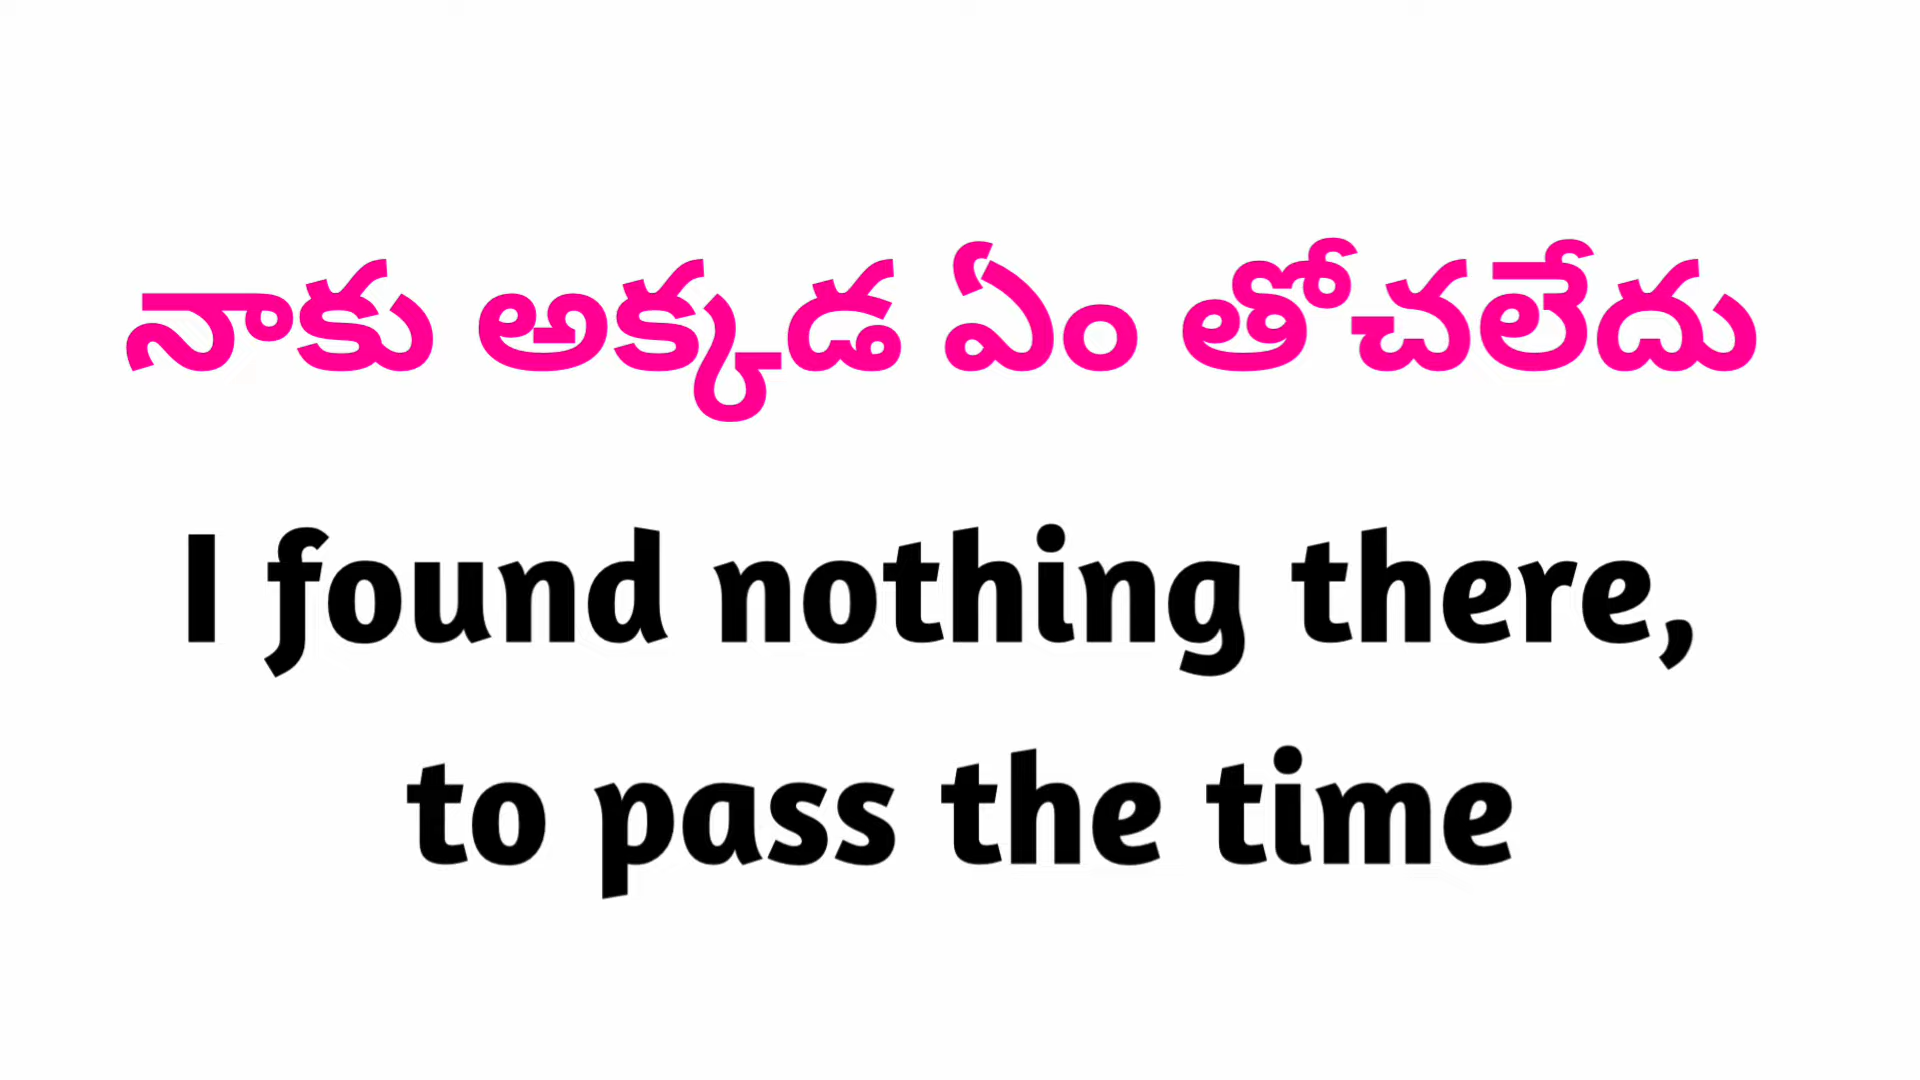 నాకు అక్కడ ఏం తోచలేదు
I found nothing there,
to pass the time